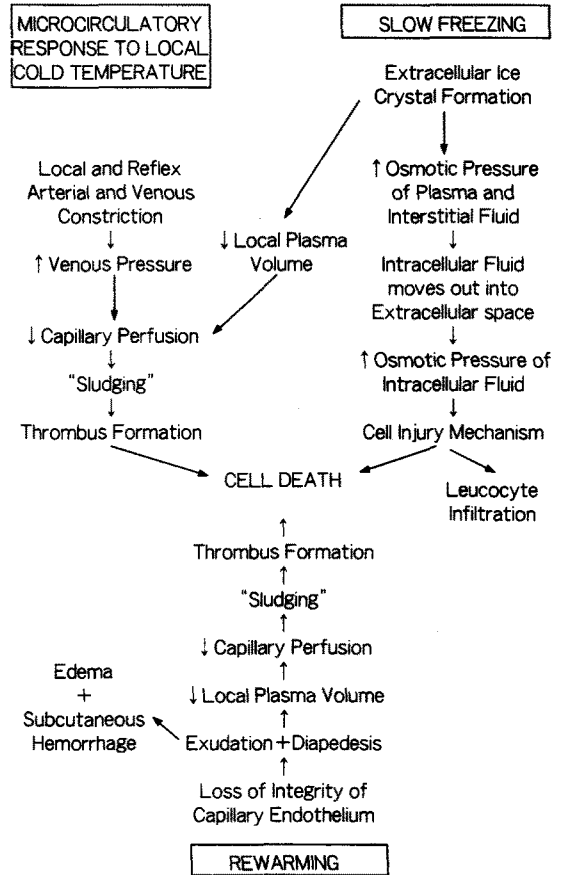 MICROCIRCULATORY
RESPONSE TO LOCAL
COLD TEMPERATURE
Local and Reflex
Arterial and Venous
Constriction
↓
↑ Venous Pressure
↓ Capillary Perfusion
↓
"Sludging"
↓
Thrombus Formation
SLOW FREEZING
Extracellular Ice
Crystal Formation
↓ Local Plasma
Volume
↑ Osmotic Pressure
of Plasma and
Interstitial Fluid
↓
Intracellular Fluid
moves out into
Extracellular space
↓
↑ Osmotic Pressure of
Intracellular Fluid
↓
Cell Injury Mechanism
Leucocyte
Infiltration
CELL DEATH
↑
Thrombus Formation
↑
"Sludging"
↑
↓ Capillary Perfusion
↑
↓ Local Plasma Volume
↑
Exudation + Diapedesis
Edema
+
Subcutaneous
Hemorrhage
↑
Loss of Integrity of
Capillary Endothelium
REWARMING